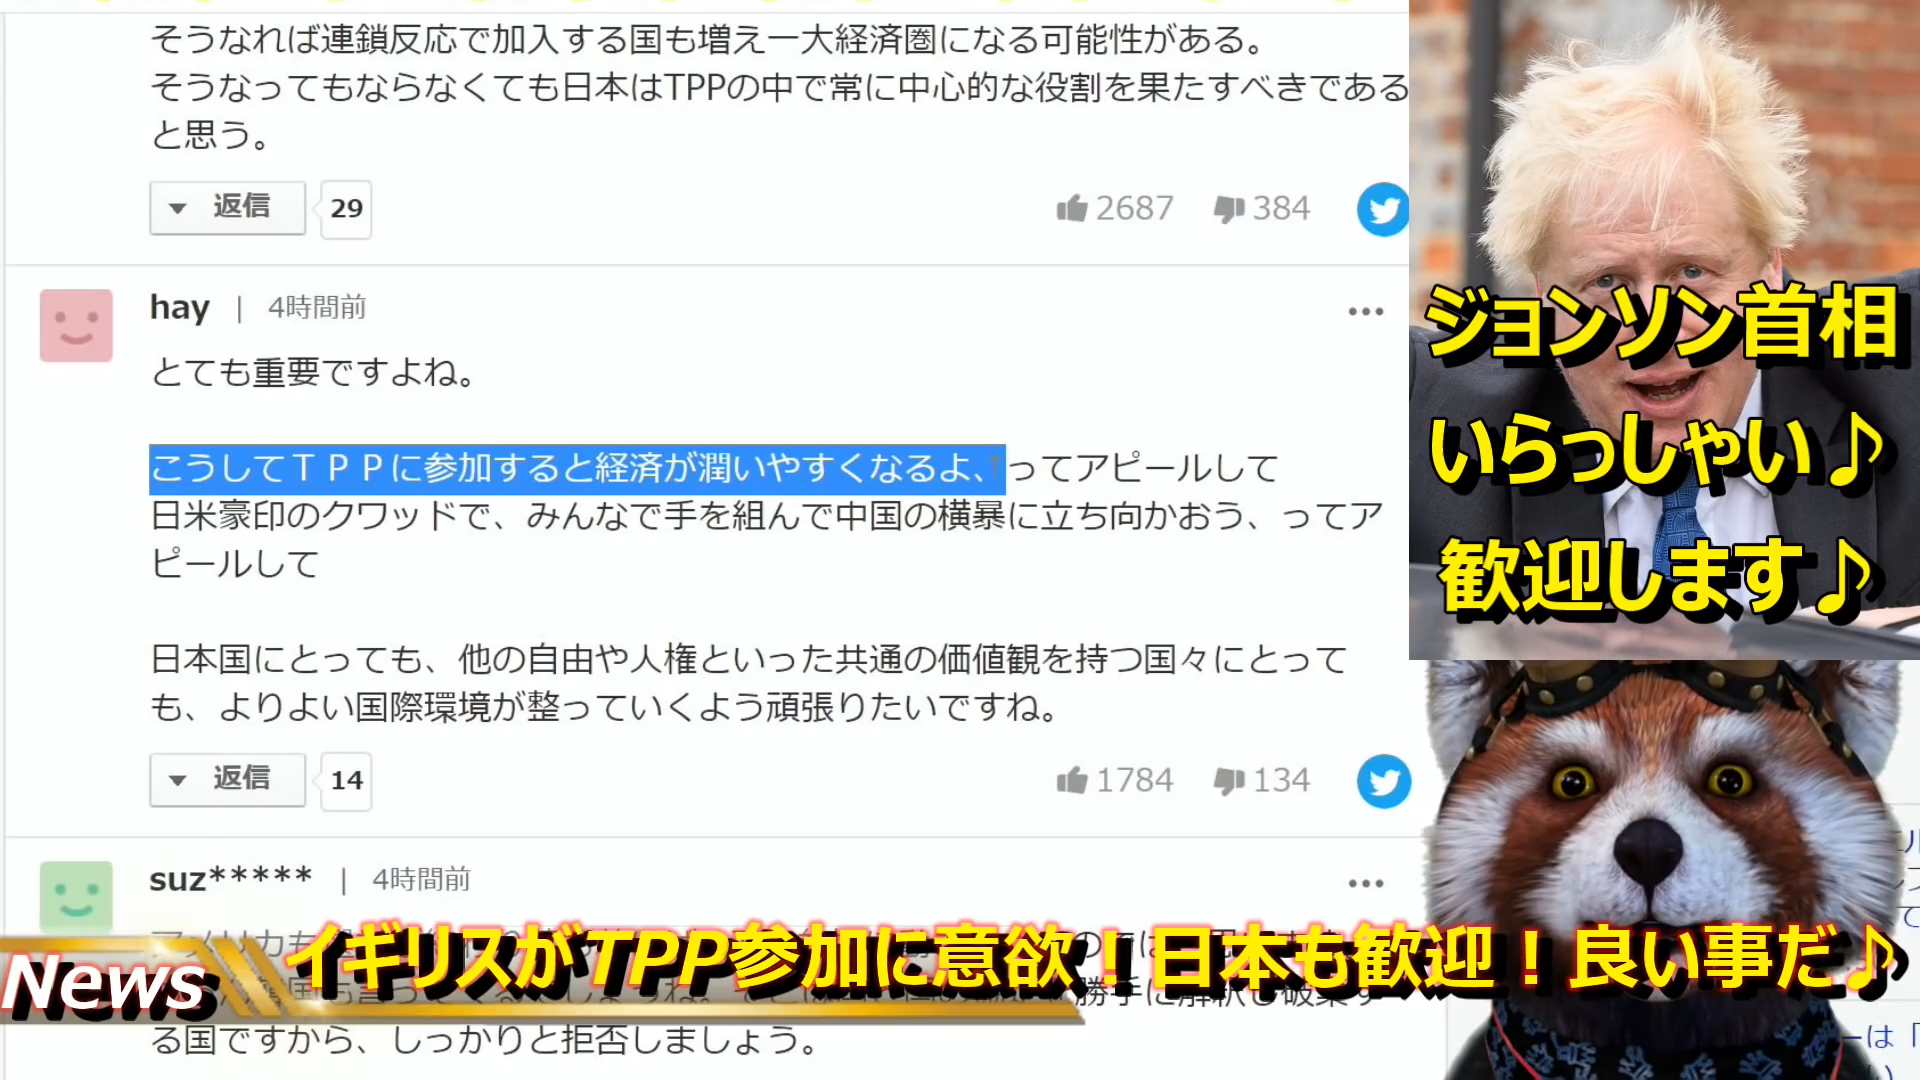 そうなれば連鎖反応で加入する国も増え一大経済圏になる可能性がある。
そうなってもならなくても日本はTPPの中で常に中心的な役割を果たすべきである
と思う。
返信 29 2687 384
hay | 4時間前
とても重要ですよね。
こうしてＴＰＰに参加すると経済が潤いやすくなるよ、ってアピールして
日米豪印のクワッドで、みんなで手を組んで中国の横暴に立ち向かおう、ってア
ピールして
日本国にとっても、他の自由や人権といった共通の価値観を持つ国々にとって
も、よりよい国際環境が整っていくよう頑張りたいですね。
返信 14 1784 134
suz***** | 4時間前
る国ですから、しっかりと拒否しましょう。
ジョンソン首相
いらっしゃい♪
歓迎します♪
News
イギリスがTPP参加に意欲！日本も歓迎！良い事だ♪